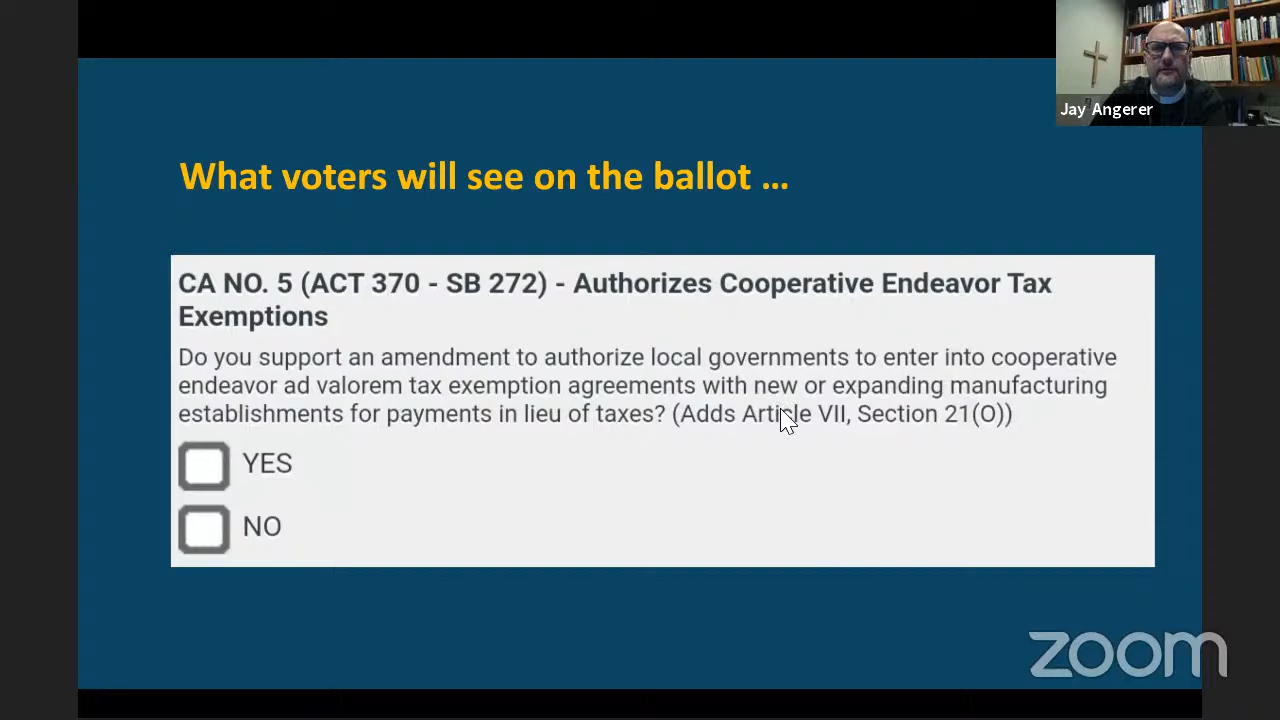 Jay Angerer
What voters will see on the ballot ...
CA NO. 5 (ACT 370 - SB 272) - Authorizes Cooperative Endeavor Tax
Exemptions
Do you support an amendment to authorize local governments to enter into cooperative
endeavor ad valorem tax exemption agreements with new or expanding manufacturing
establishments for payments in lieu of taxes? (Adds Article VII, Section 21(O))
YES
NO
zoom